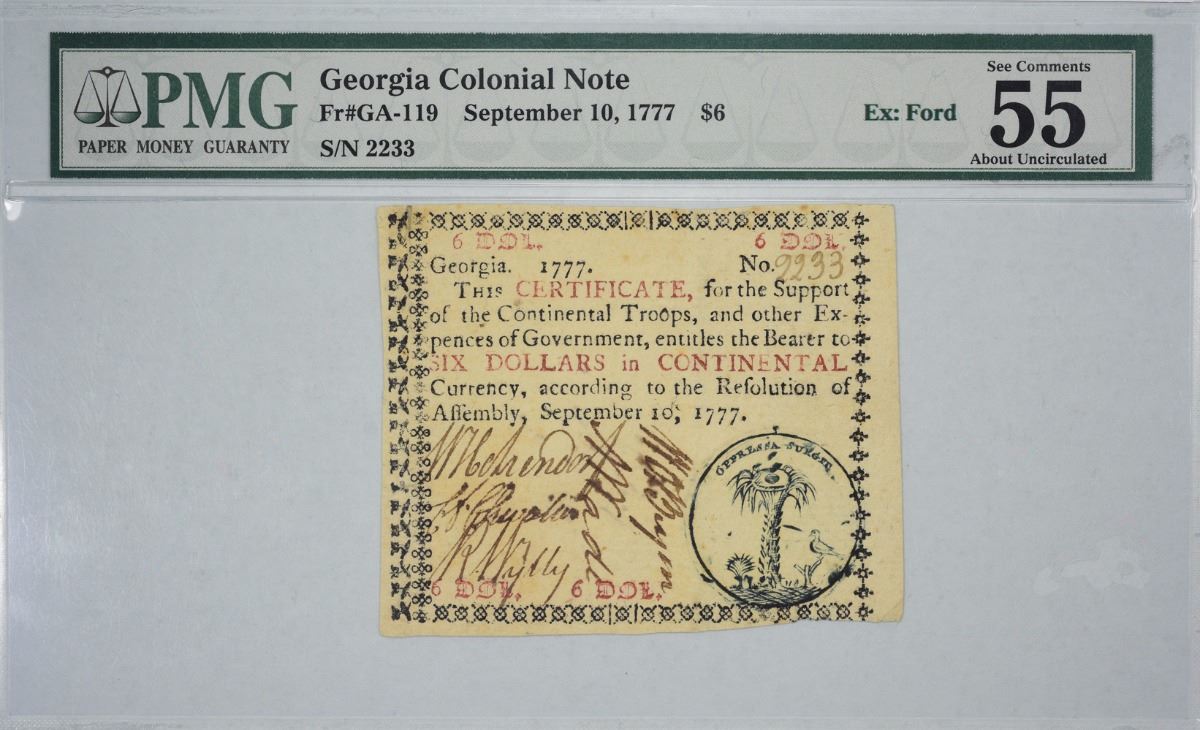 PMG
PAPER MONEY GUARANTY
Georgia Colonial Note
Fr#GA-119 September 10, 1777 $6
S/N 2233
Ex: Ford
See Comments
55
About Uncirculated
6 DOL. 6 DOL.
Georgia. 1777. No. 2233
THIS CERTIFICATE, for the Support
of the Continental Troops, and other Ex-
pences of Government, entitles the Bearer to
SIX DOLLARS in CONTINENTAL
Currency, according to the Reſolution of
Aſſembly, September 10, 1777.
OPPRESSA SURGIT
R Wylly
6 DOL. 6 DOL.